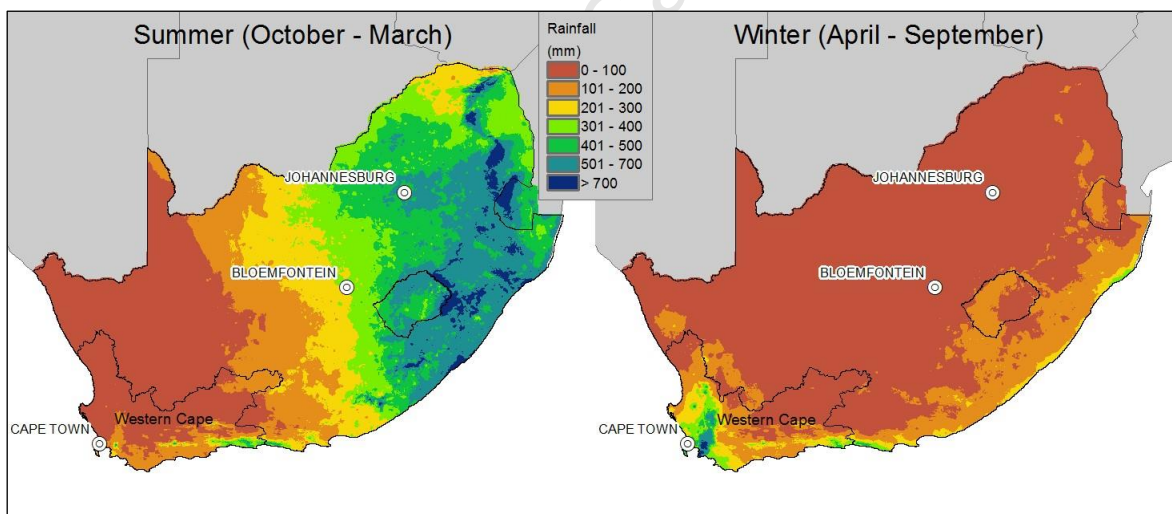 Summer (October - March)
Rainfall
(mm)
0 - 100
101 - 200
201 - 300
301 - 400
401 - 500
501 - 700
> 700
JOHANNESBURG
BLOEMFONTEIN
Western Cape
CAPE TOWN
Winter (April - September)
JOHANNESBURG
BLOEMFONTEIN
Western Cape
CAPE TOWN